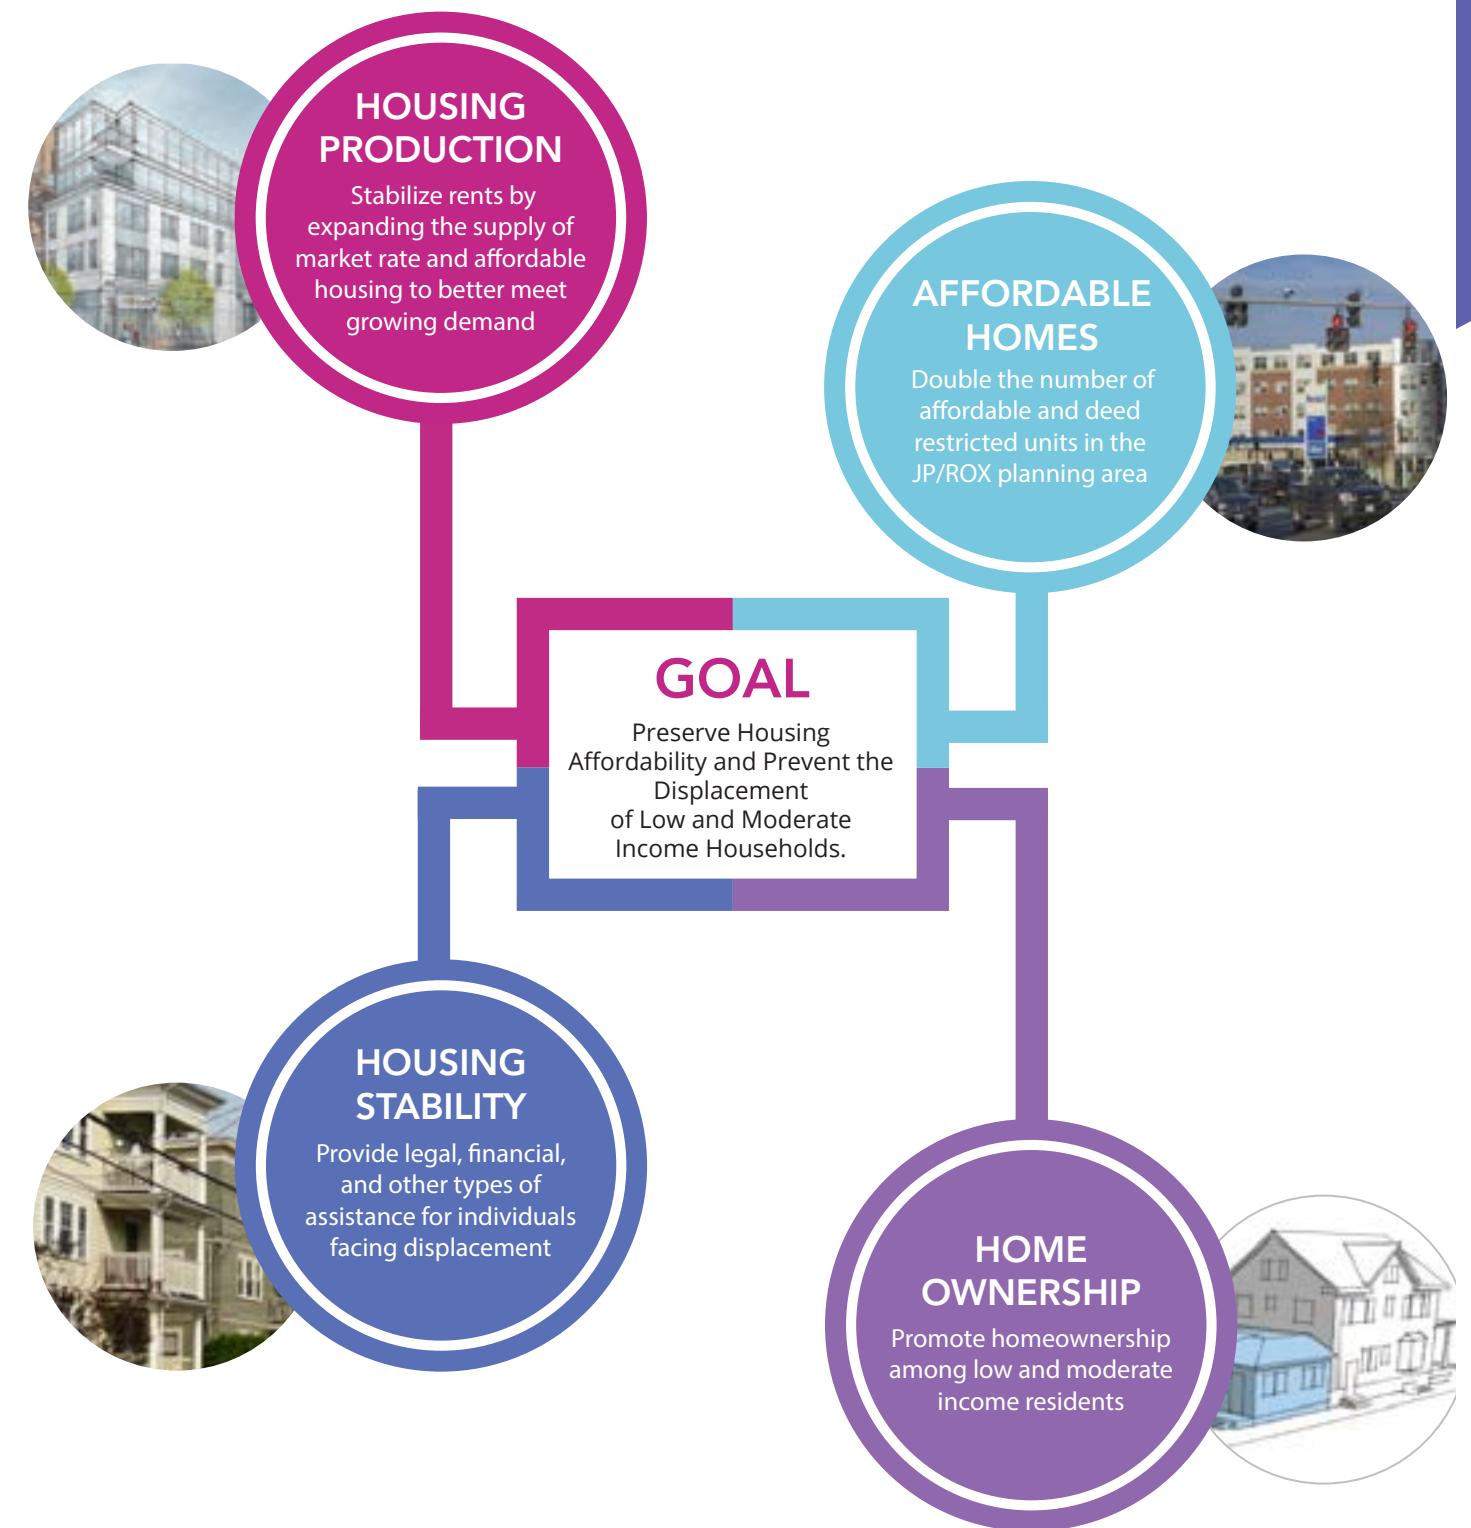 HOUSING
PRODUCTION
Stabilize rents by
expanding the supply of
market rate and affordable
housing to better meet
growing demand
AFFORDABLE
HOMES
Double the number of
affordable and deed
restricted units in the
JP/ROX planning area
GOAL
Preserve Housing
Affordability and Prevent the
Displacement
of Low and Moderate
Income Households.
HOUSING
STABILITY
Provide legal, financial,
and other types of
assistance for individuals
facing displacement
HOME
OWNERSHIP
Promote homeownership
among low and moderate
income residents